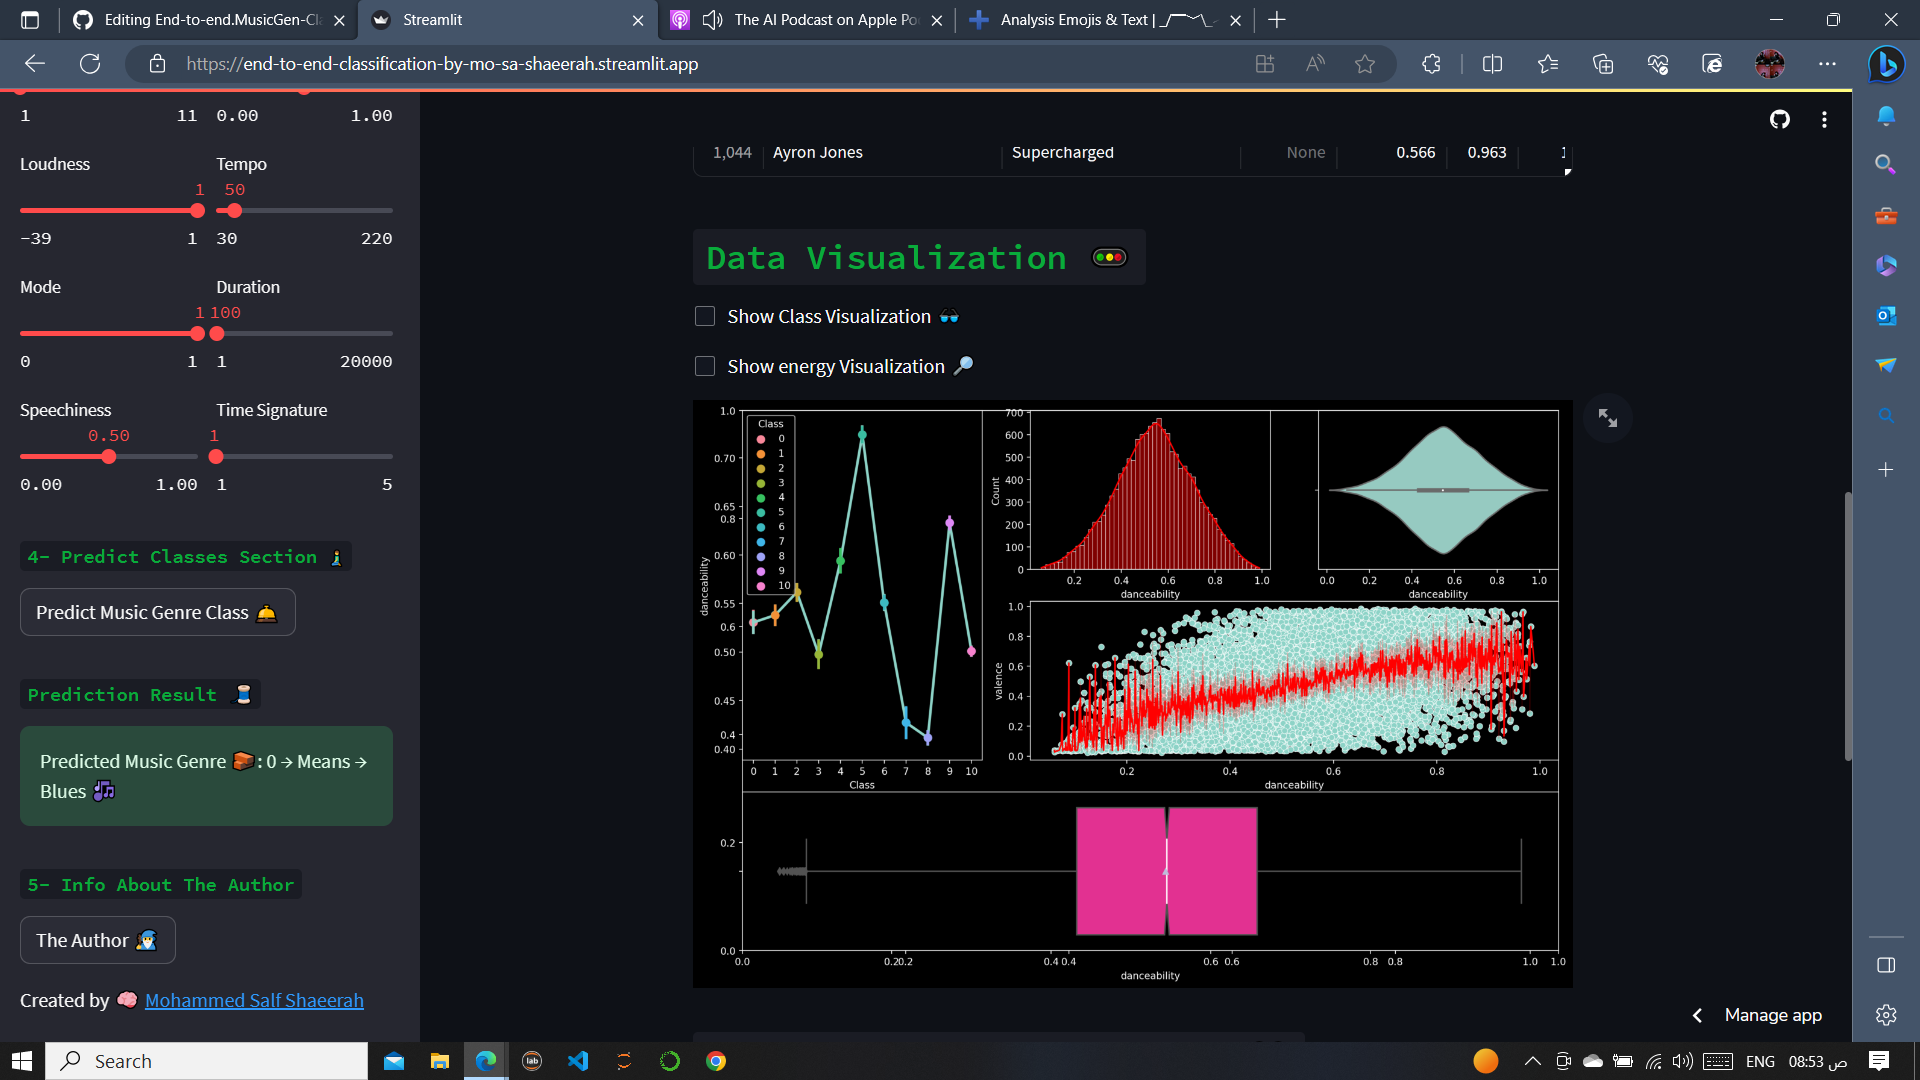 Editing End-to-end.MusicGen-Cla
Streamlit
The AI Podcast on Apple Po
Analysis Emojis & Text |
https://end-to-end-classification-by-mo-sa-shaeerah.streamlit.app
1 11 0.00 1.00
Loudness Tempo
1 50
-39 1 30 220
Mode Duration
1 100
0 1 1 20000
Speechiness Time Signature
0.50 1
0.00 1.00 1 5
4- Predict Classes Section
Predict Music Genre Class
Prediction Result
Predicted Music Genre : 0 → Means →
Blues
5- Info About The Author
The Author
Created by Mohammed Salf Shaeerah
1,044 Ayron Jones Supercharged None 0.566 0.963 1
Data Visualization
Show Class Visualization
Show energy Visualization
1.0
0.70
0.65
0.8
0.60
0.55
0.6
0.50
0.45
0.4
0.40
danceability
Class
0
1
2
3
4
5
6
7
8
9
10
0 1 2 3 4 5 6 7 8 9 10
Class
700
600
500
400
300
200
100
0
Count
0.2 0.4 0.6 0.8 1.0
danceability
0.0 0.2 0.4 0.6 0.8 1.0
danceability
1.0
0.8
0.6
0.4
0.2
0.0
valence
0.2 0.4 0.6 0.8 1.0
danceability
0.2
0.0
0.0 0.20.2 0.4 0.4 0.6 0.6 0.8 0.8 1.0 1.0
danceability
Manage app
Search
lab
ENG
08:53 ص